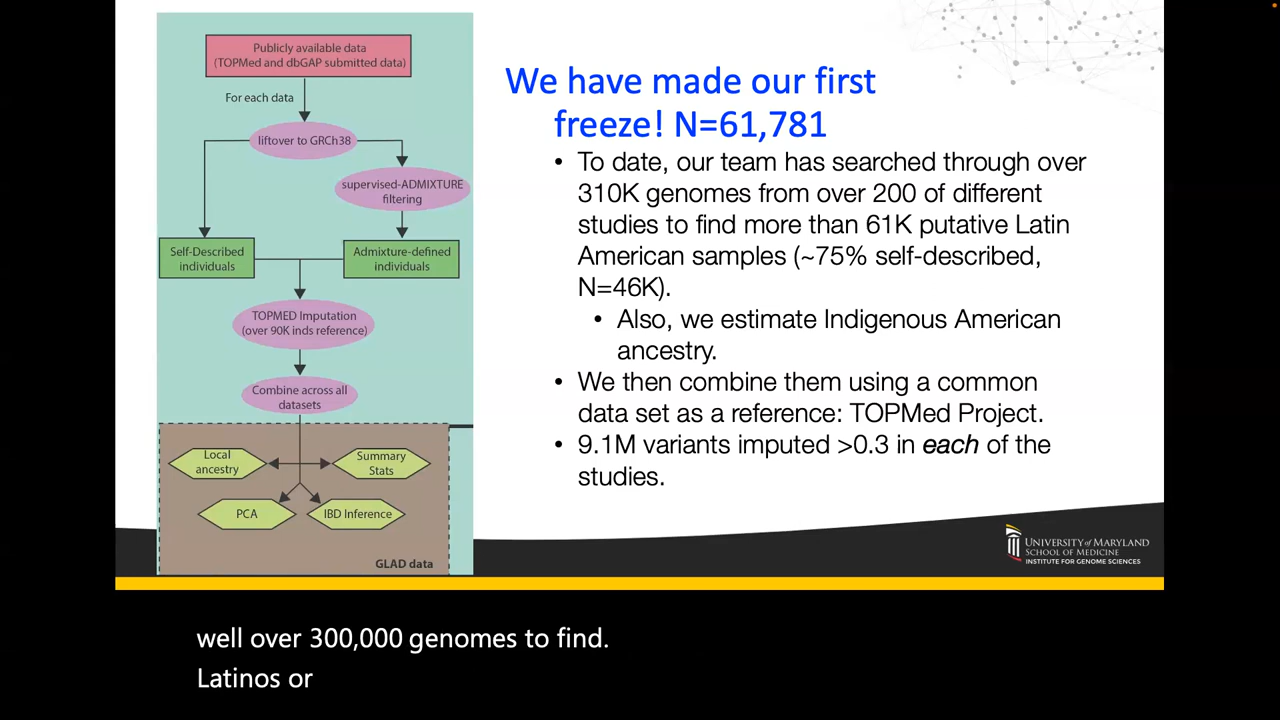 Publicly available data
(TOPMed and dbGAP submitted data)
For each data
liftover to GRCh38
supervised-ADMIXTURE
filtering
Self-Described
individuals
Admixture-defined
individuals
TOPMED Imputation
(over 90K inds reference)
Combine across all
datasets
Local
ancestry
Summary
Stats
PCA
IBD Inference
GLAD data
We have made our first
freeze! N=61,781
• To date, our team has searched through over
310K genomes from over 200 of different
studies to find more than 61K putative Latin
American samples (~75% self-described,
N=46K).
• Also, we estimate Indigenous American
ancestry.
• We then combine them using a common
data set as a reference: TOPMed Project.
• 9.1M variants imputed >0.3 in each of the
studies.
UNIVERSITY of MARYLAND
SCHOOL OF MEDICINE
INSTITUTE FOR GENOME SCIENCES
well over 300,000 genomes to find.
Latinos or